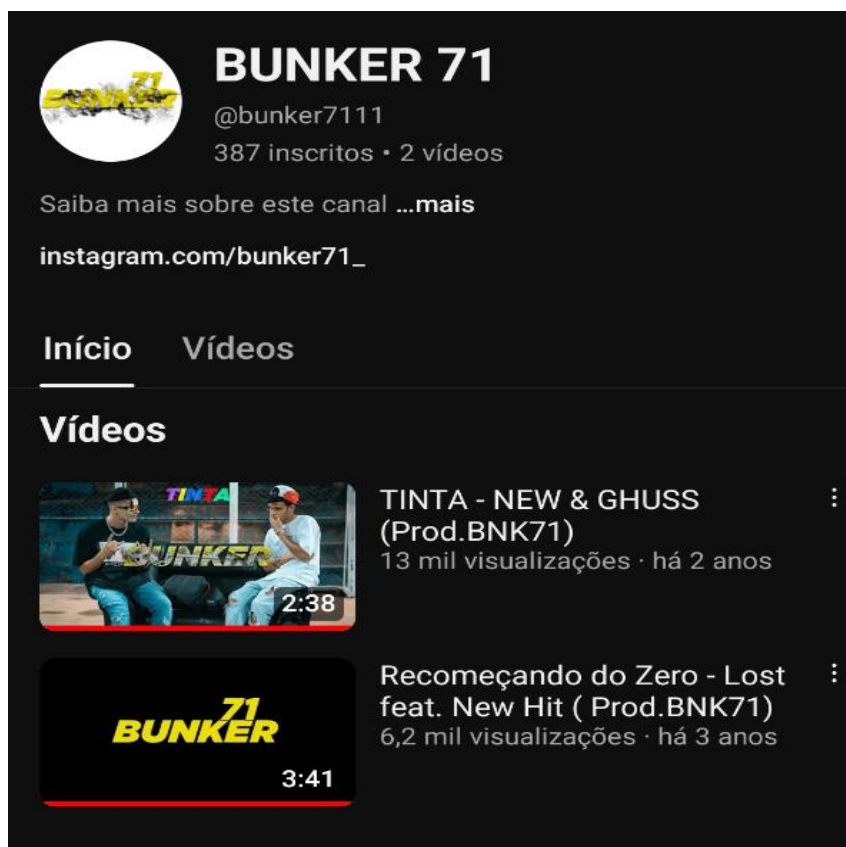 71
BUNKER
BUNKER 71
@bunker7111
387 inscritos • 2 vídeos
Saiba mais sobre este canal ...mais
instagram.com/bunker71_
Início Vídeos
Vídeos
TINTA
BUNKER
2:38
TINTA - NEW & GHUSS
(Prod.BNK71)
13 mil visualizações · há 2 anos
71
BUNKER
3:41
Recomeçando do Zero - Lost
feat. New Hit ( Prod.BNK71)
6,2 mil visualizações · há 3 anos